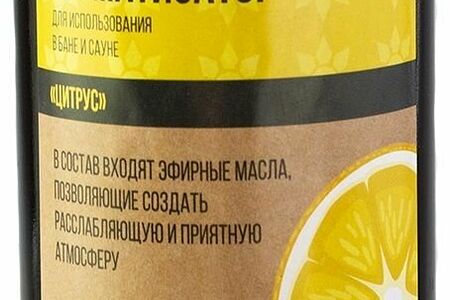 ДЛЯ ИСПОЛЬЗОВАНИЯ
В БАНЕ И САУНЕ
«ЦИТРУС»
В СОСТАВ ВХОДЯТ ЭФИРНЫЕ МАСЛА,
ПОЗВОЛЯЮЩИЕ СОЗДАТЬ
РАССЛАБЛЯЮЩУЮ И ПРИЯТНУЮ
АТМОСФЕРУ